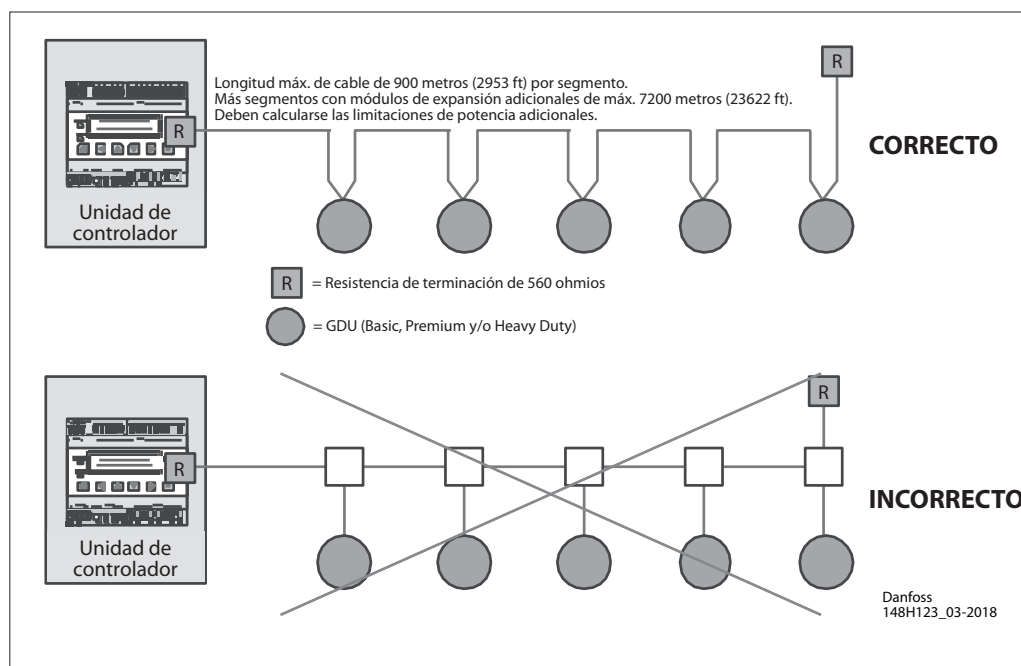 Longitud máx. de cable de 900 metros (2953 ft) por segmento.
Más segmentos con módulos de expansión adicionales de máx. 7200 metros (23622 ft).
Deben calcularse las limitaciones de potencia adicionales.
R
R
CORRECTO
Unidad de
controlador
R = Resistencia de terminación de 560 ohmios
= GDU (Basic, Premium y/o Heavy Duty)
R
R
INCORRECTO
Unidad de
controlador
Danfoss
148H123_03-2018